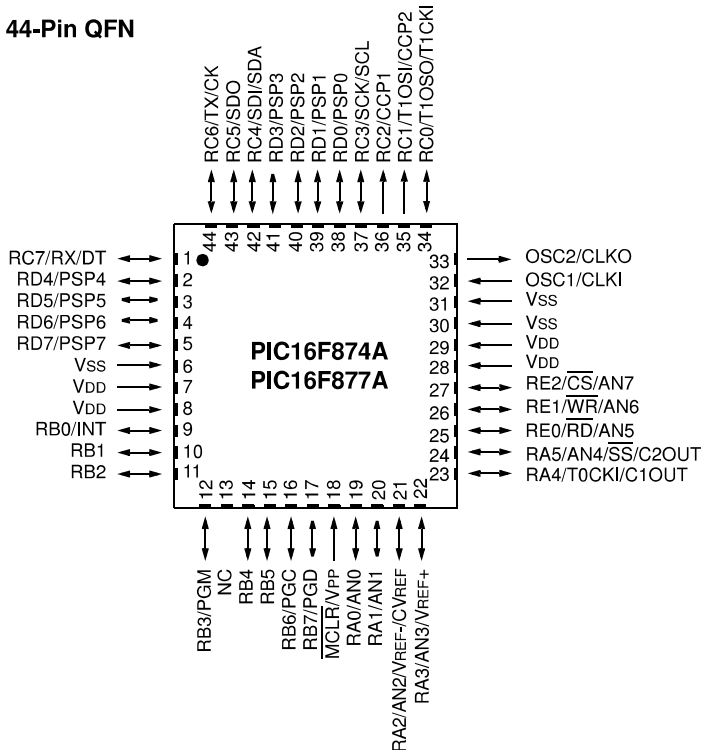 44-Pin QFN
RC6/TX/CK
RC5/SDO
RC4/SDI/SDA
RD3/PSP3
RD2/PSP2
RD1/PSP1
RD0/PSP0
RC3/SCK/SCL
RC2/CCP1
RC1/T1OSI/CCP2
RC0/T1OSO/T1CKI
44
43
42
41
40
39
38
37
36
35
34
RC7/RX/DT 1
RD4/PSP4 2
RD5/PSP5 3
RD6/PSP6 4
RD7/PSP7 5
VSS 6
VDD 7
VDD 8
RB0/INT 9
RB1 10
RB2 11
PIC16F874A
PIC16F877A
33 OSC2/CLKO
32 OSC1/CLKI
31 VSS
30 VSS
29 VDD
28 VDD
27 RE2/CS/AN7
26 RE1/WR/AN6
25 RE0/RD/AN5
24 RA5/AN4/SS/C2OUT
23 RA4/T0CKI/C1OUT
12
13
14
15
16
17
18
19
20
21
22
RB3/PGM
NC
RB4
RB5
RB6/PGC
RB7/PGD
MCLR/VPP
RA0/AN0
RA1/AN1
RA2/AN2/VREF-/CVREF
RA3/AN3/VREF+